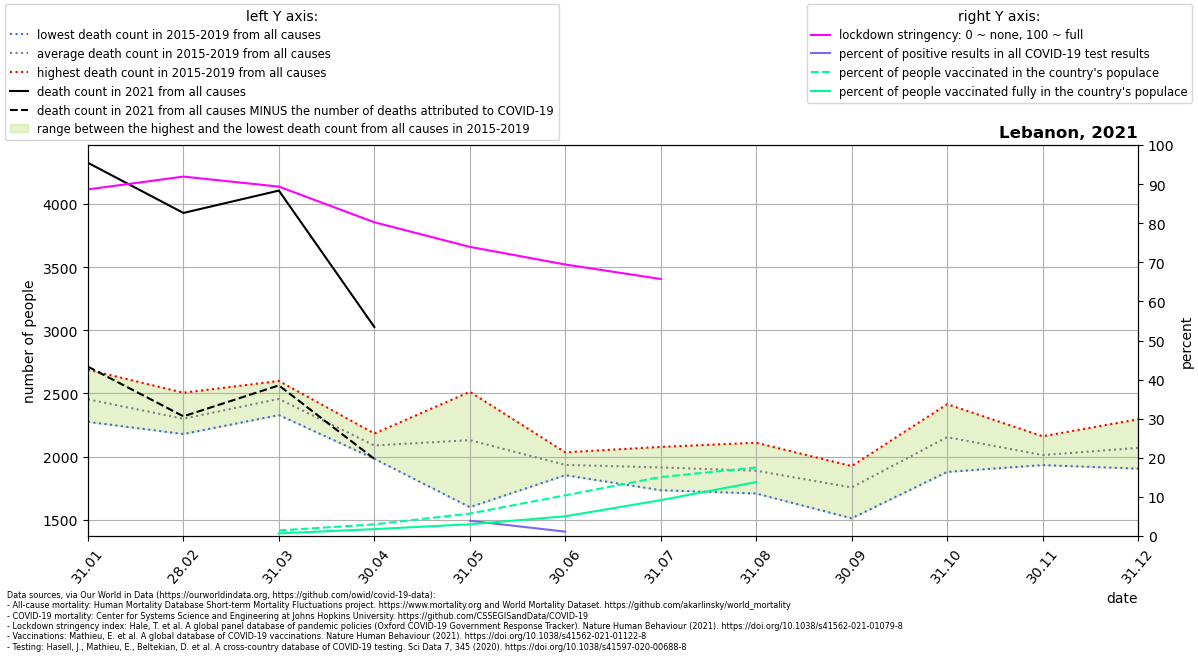 left Y axis:
lowest death count in 2015-2019 from all causes
average death count in 2015-2019 from all causes
highest death count in 2015-2019 from all causes
death count in 2021 from all causes
death count in 2021 from all causes MINUS the number of deaths attributed to COVID-19
range between the highest and the lowest death count from all causes in 2015-2019
right Y axis:
lockdown stringency: 0 ~ none, 100 ~ full
percent of positive results in all COVID-19 test results
percent of people vaccinated in the country's populace
percent of people vaccinated fully in the country's populace
Lebanon, 2021
number of people
4000
3500
3000
2500
2000
1500
100
90
80
70
60
50
40
30
20
10
0
percent
31.01
28.02
31.03
30.04
31.05
30.06
31.07
31.08
30.09
31.10
30.11
31.12
date
Data sources, via Our World in Data (https://ourworldindata.org, https://github.com/owid/covid-19-data):
- All-cause mortality: Human Mortality Database Short-term Mortality Fluctuations project. https://www.mortality.org and World Mortality Dataset. https://github.com/akarlinsky/world_mortality
- COVID-19 mortality: Center for Systems Science and Engineering at Johns Hopkins University. https://github.com/CSSEGISandData/COVID-19
- Lockdown stringency index: Hale, T. et al. A global panel database of pandemic policies (Oxford COVID-19 Government Response Tracker). Nature Human Behaviour (2021). https://doi.org/10.1038/s41562-021-01079-8
- Vaccinations: Mathieu, E. et al. A global database of COVID-19 vaccinations. Nature Human Behaviour (2021). https://doi.org/10.1038/s41562-021-01122-8
- Testing: Hasell, J., Mathieu, E., Beltekian, D. et al. A cross-country database of COVID-19 testing. Sci Data 7, 345 (2020). https://doi.org/10.1038/s41597-020-00688-8